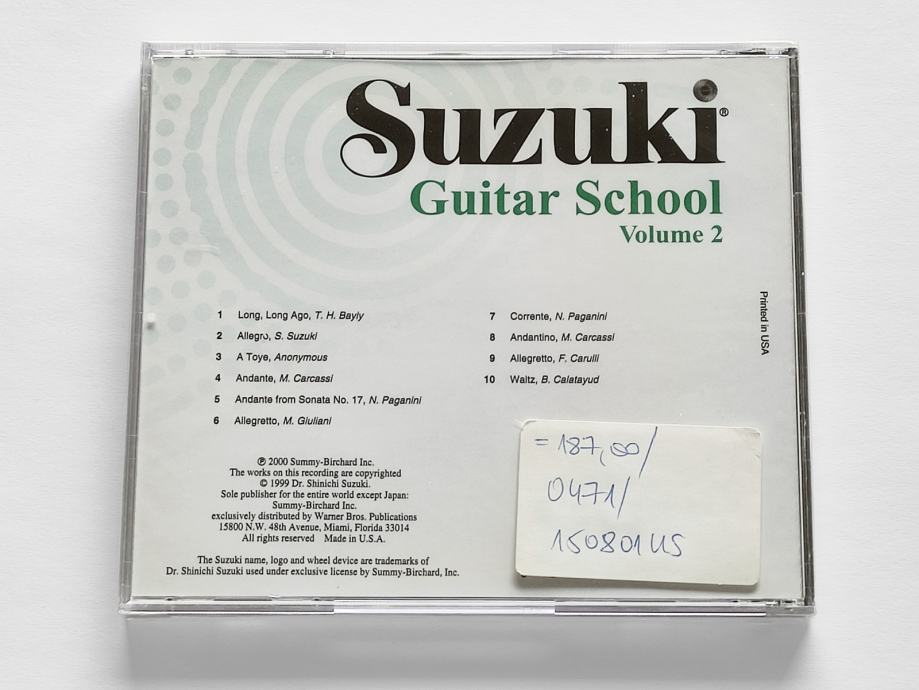 Suzuki®
Guitar School
Volume 2
1 Long, Long Ago, T. H. Bayly
2 Allegro, S. Suzuki
3 A Toye, Anonymous
4 Andante, M. Carcassi
5 Andante from Sonata No. 17, N. Paganini
6 Allegretto, M. Giuliani
7 Corrente, N. Paganini
8 Andantino, M. Carcassi
9 Allegretto, F. Carulli
10 Waltz, B. Calatayud
Printed in USA
℗ 2000 Summy-Birchard Inc.
The works on this recording are copyrighted
© 1999 Dr. Shinichi Suzuki.
Sole publisher for the entire world except Japan:
Summy-Birchard Inc.
exclusively distributed by Warner Bros. Publications
15800 N.W. 48th Avenue, Miami, Florida 33014
All rights reserved Made in U.S.A.
The Suzuki name, logo and wheel device are trademarks of
Dr. Shinichi Suzuki used under exclusive license by Summy-Birchard, Inc.
=187,00/
0471/
150801US